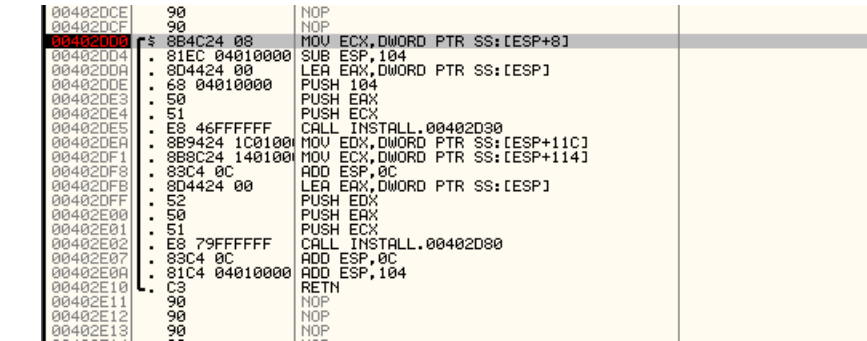 00402DCE 90 NOP
00402DCF 90 NOP
00402DD0 $ 8B4C24 08 MOV ECX,DWORD PTR SS:[ESP+8]
00402DD4 . 81EC 04010000 SUB ESP,104
00402DDA . 8D4424 00 LEA EAX,DWORD PTR SS:[ESP]
00402DDE . 68 04010000 PUSH 104
00402DE3 . 50 PUSH EAX
00402DE4 . 51 PUSH ECX
00402DE5 . E8 46FFFFFF CALL INSTALL.00402D30
00402DEA . 8B9424 1C0100 MOV EDX,DWORD PTR SS:[ESP+11C]
00402DF1 . 8B8C24 140100 MOV ECX,DWORD PTR SS:[ESP+114]
00402DF8 . 83C4 0C ADD ESP,0C
00402DFB . 8D4424 00 LEA EAX,DWORD PTR SS:[ESP]
00402DFF . 52 PUSH EDX
00402E00 . 50 PUSH EAX
00402E01 . 51 PUSH ECX
00402E02 . E8 79FFFFFF CALL INSTALL.00402D80
00402E07 . 83C4 0C ADD ESP,0C
00402E0A . 81C4 04010000 ADD ESP,104
00402E10 . C3 RETN
00402E11 90 NOP
00402E12 90 NOP
00402E13 90 NOP